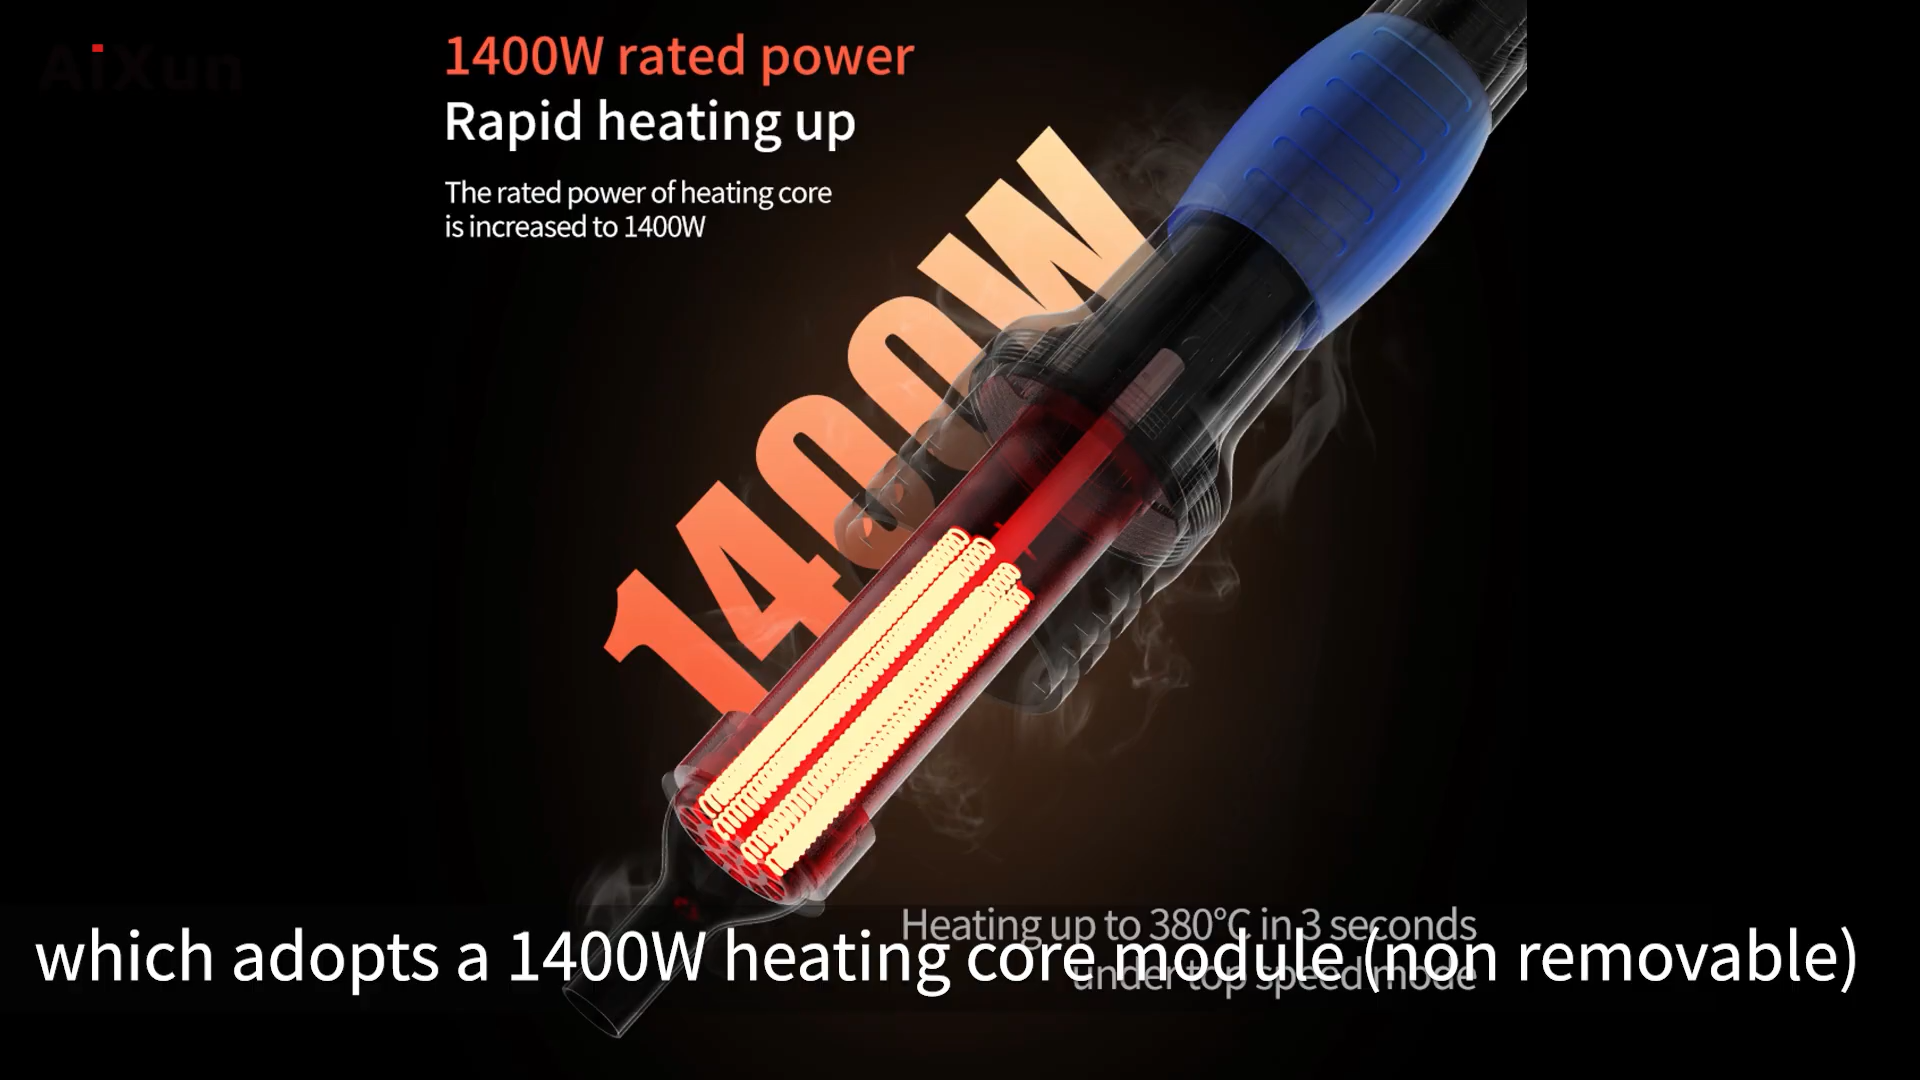 AiXun
1400W rated power
Rapid heating up
The rated power of heating core
is increased to 1400W
1400W
Heating up to 380°C in 3 seconds
under top speed mode
which adopts a 1400W heating core module (non removable)